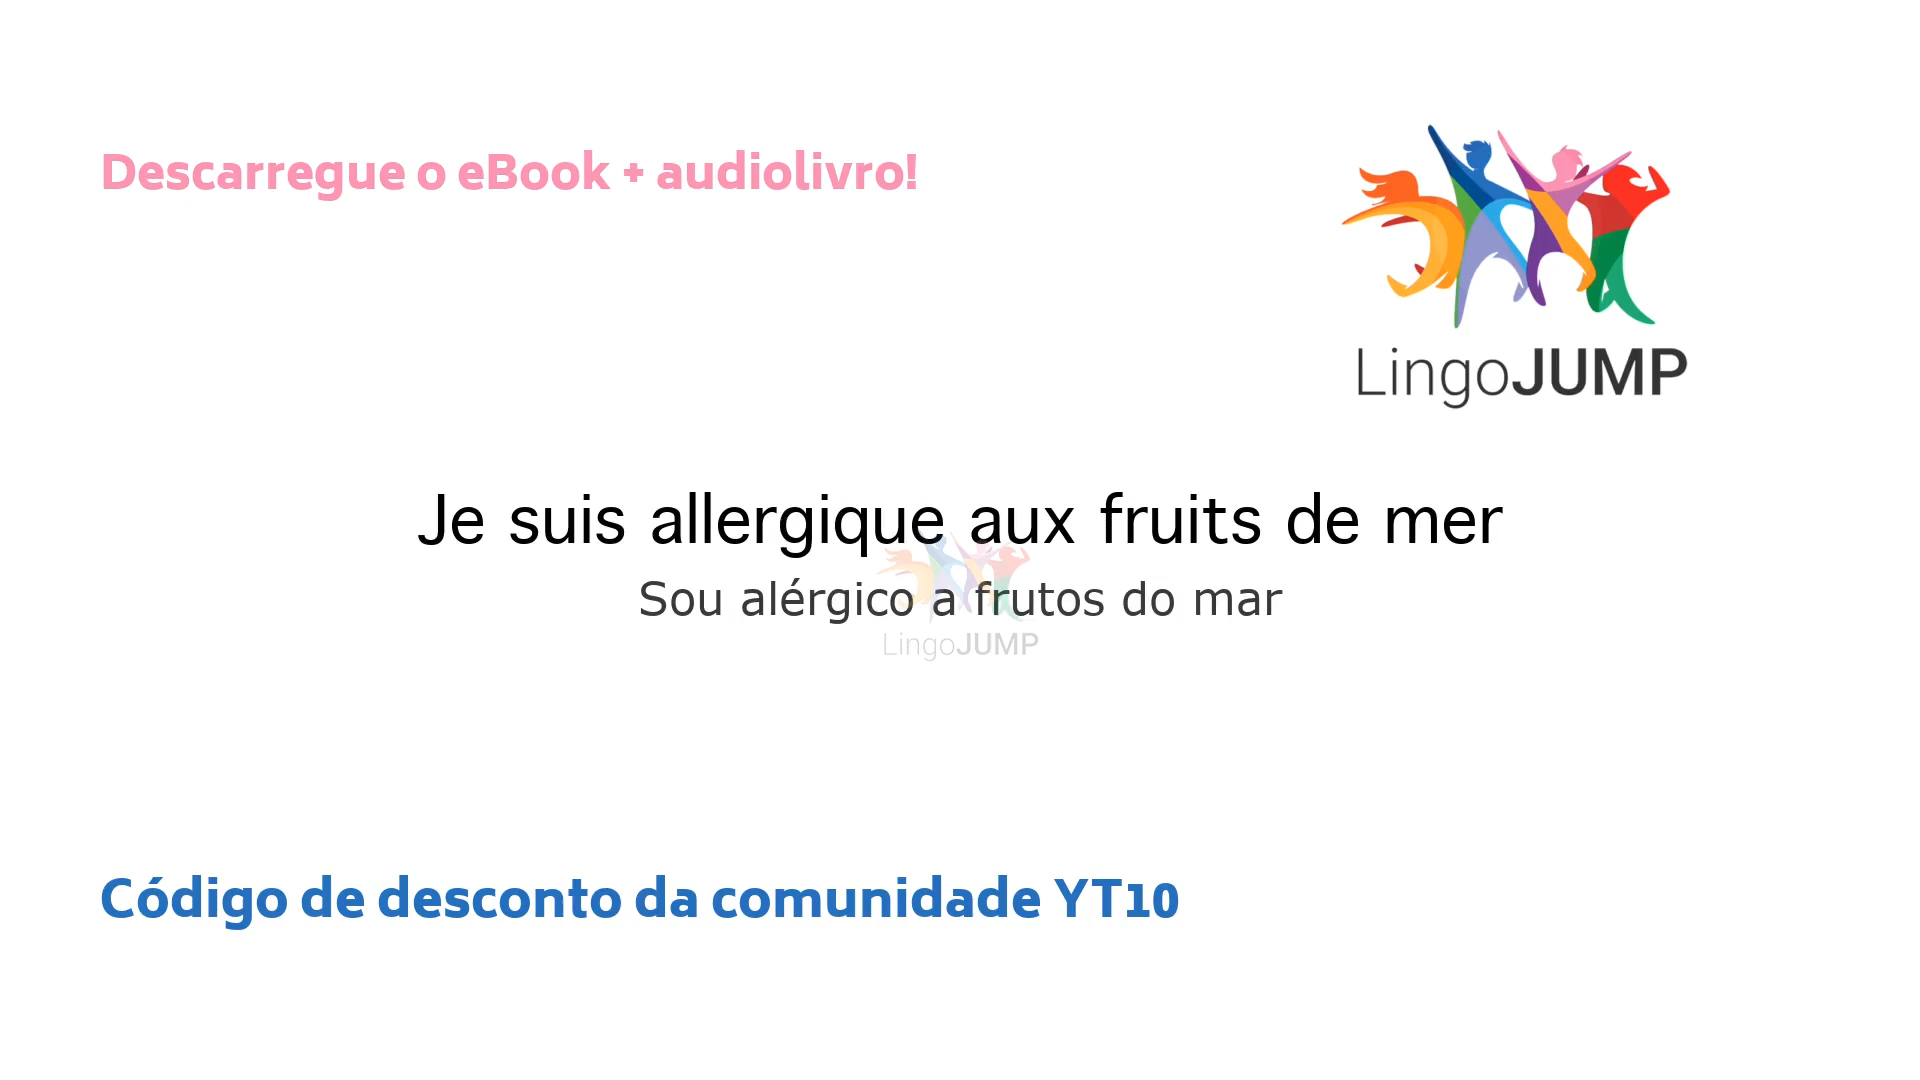 Descarregue o eBook + audiolivro!
LingoJUMP
Je suis allergique aux fruits de mer
Sou alérgico a frutos do mar
LingoJUMP
Código de desconto da comunidade YT10